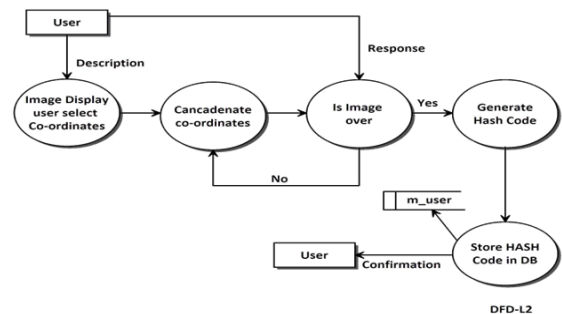 User
Description
Response
Image Display
user select
Co-ordinates
Cancadenate
co-ordinates
Is Image
over
Yes
Generate
Hash Code
No
m_user
User
Confirmation
Store HASH
Code in DB
DFD-L2